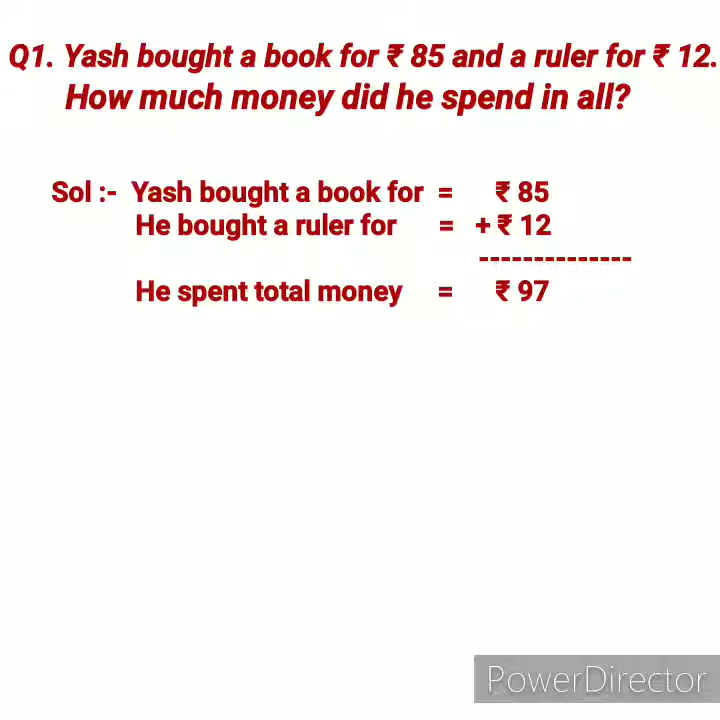 Q1. Yash bought a book for ₹ 85 and a ruler for ₹ 12.
How much money did he spend in all?
Sol :- Yash bought a book for = ₹ 85
He bought a ruler for = + ₹ 12
--------------
He spent total money = ₹ 97
PowerDirector